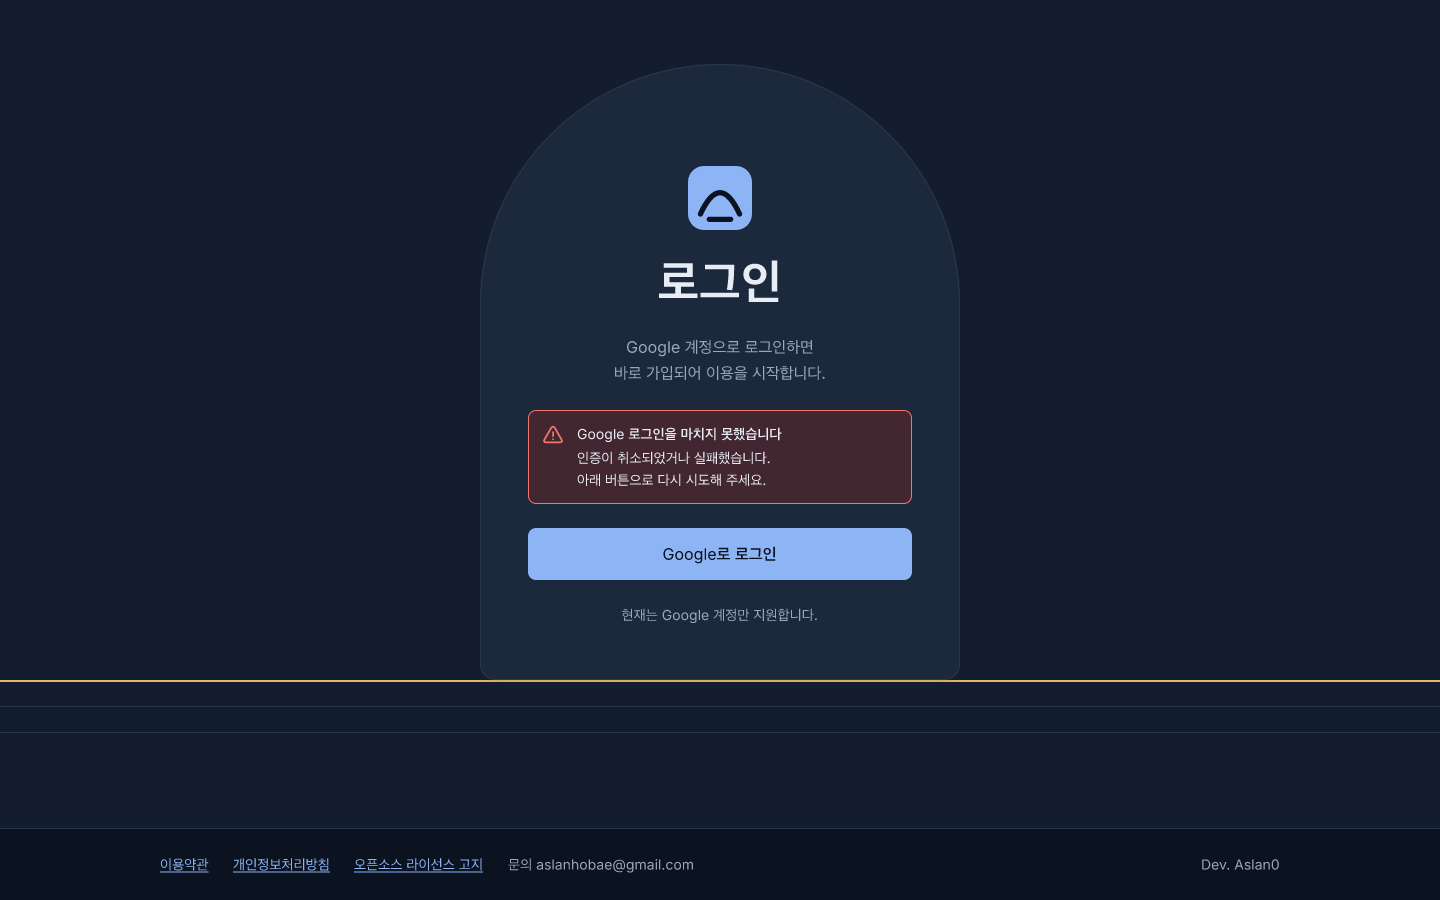 로그인
Google 계정으로 로그인하면
바로 가입되어 이용을 시작합니다.
Google 로그인을 마치지 못했습니다
인증이 취소되었거나 실패했습니다.
아래 버튼으로 다시 시도해 주세요.
Google로 로그인
현재는 Google 계정만 지원합니다.
이용약관 개인정보처리방침 오픈소스 라이선스 고지 문의 aslanhobae@gmail.com Dev. Aslan0